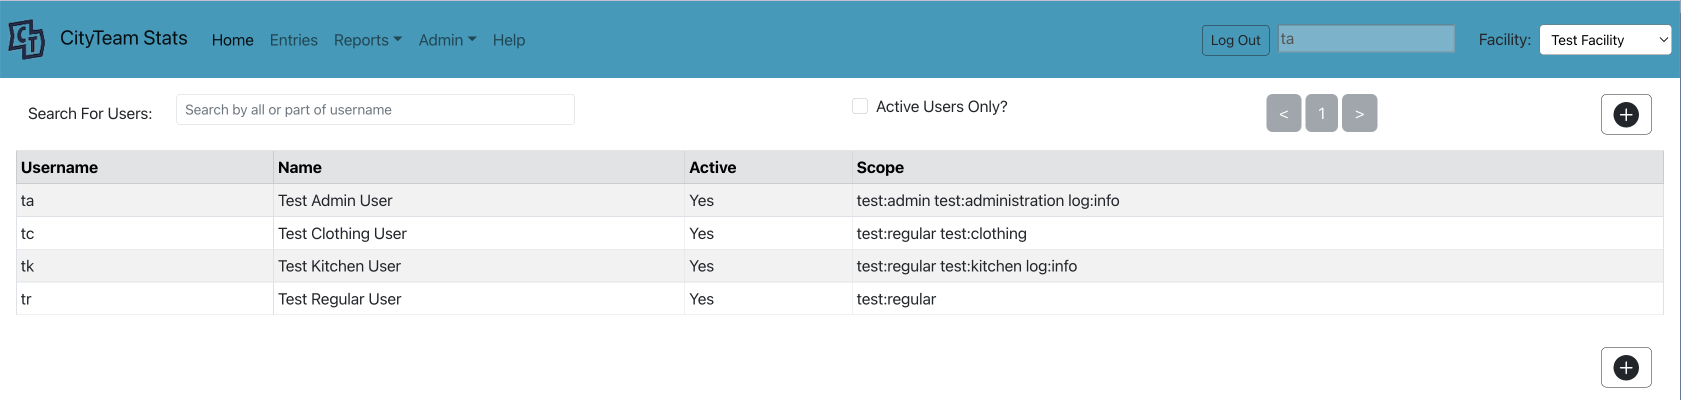 CT CityTeam Stats Home Entries Reports Admin Help Log Out ta Facility: Test Facility
Search For Users: Search by all or part of username Active Users Only? < 1 > +
Username Name Active Scope
ta Test Admin User Yes test:admin test:administration log:info
tc Test Clothing User Yes test:regular test:clothing
tk Test Kitchen User Yes test:regular test:kitchen log:info
tr Test Regular User Yes test:regular
+